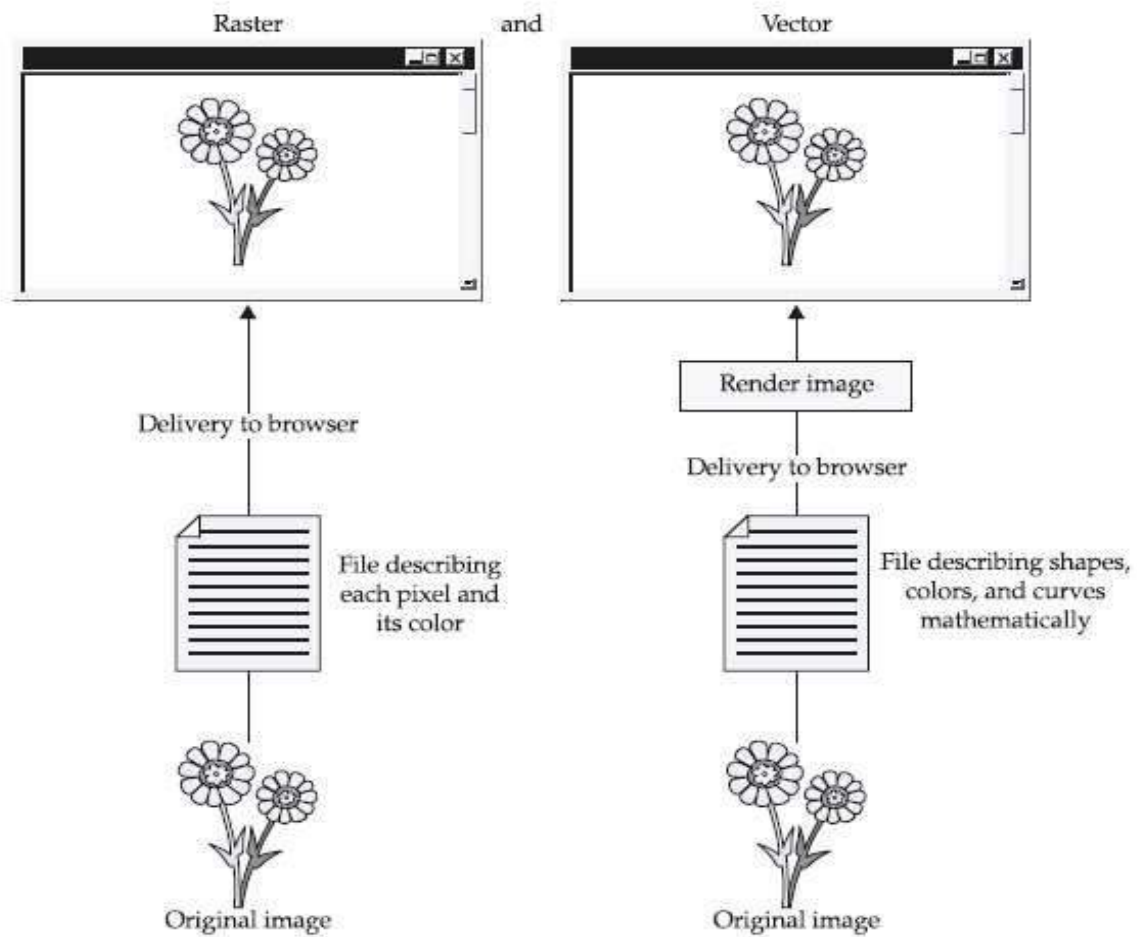 Raster and Vector
Render image
Delivery to browser
Delivery to browser
File describing
each pixel and
its color
File describing shapes,
colors, and curves
mathematically
Original image
Original image